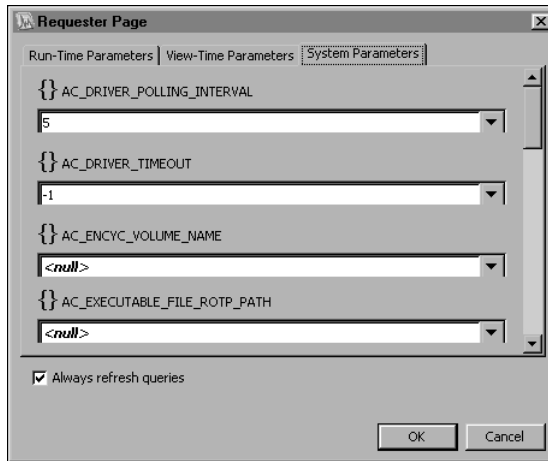 Requester Page
Run-Time Parameters View-Time Parameters System Parameters
{} AC_DRIVER_POLLING_INTERVAL
5
{} AC_DRIVER_TIMEOUT
-1
{} AC_ENCYC_VOLUME_NAME
<null>
{} AC_EXECUTABLE_FILE_ROTP_PATH
<null>
Always refresh queries
OK Cancel